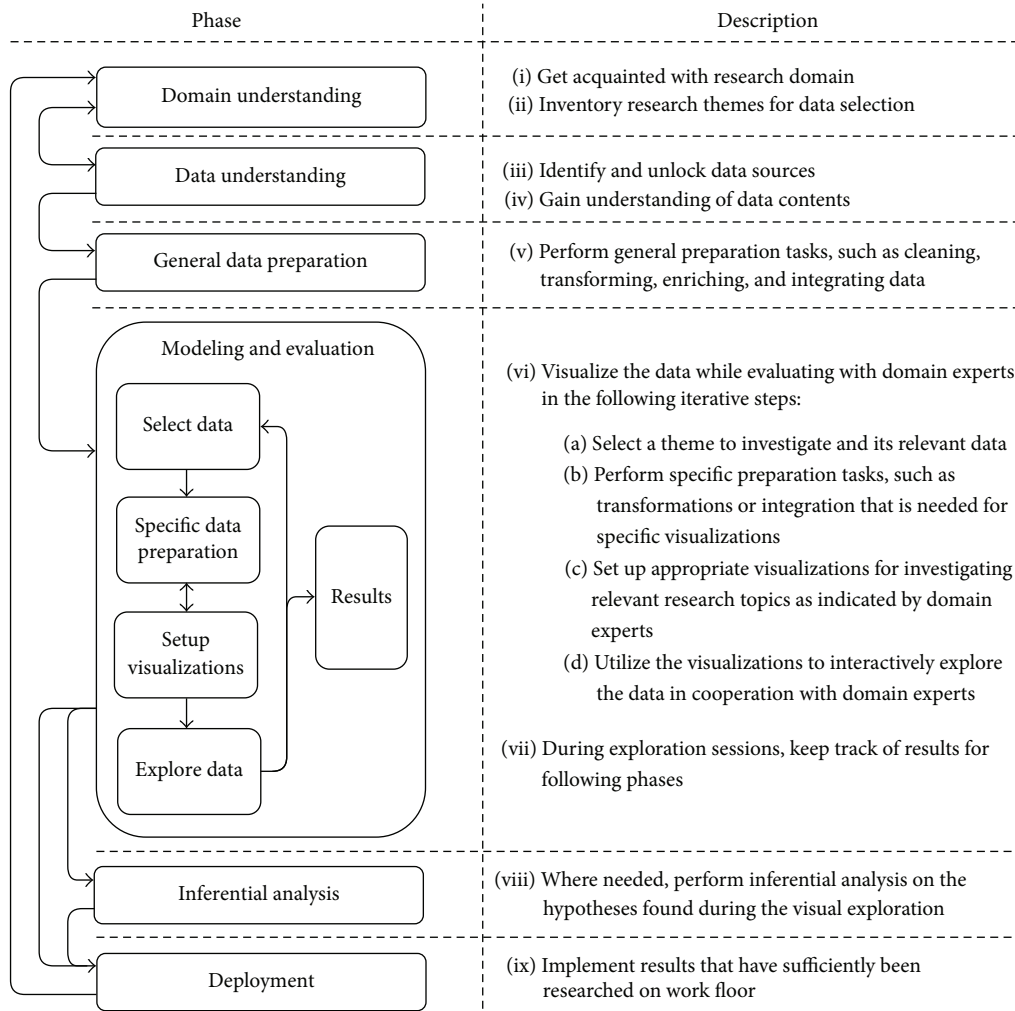 Phase
Description
Domain understanding
(i) Get acquainted with research domain
(ii) Inventory research themes for data selection
Data understanding
(iii) Identify and unlock data sources
(iv) Gain understanding of data contents
General data preparation
(v) Perform general preparation tasks, such as cleaning,
transforming, enriching, and integrating data
Modeling and evaluation
Select data
Specific data
preparation
Setup
visualizations
Explore data
Results
(vi) Visualize the data while evaluating with domain experts
in the following iterative steps:
(a) Select a theme to investigate and its relevant data
(b) Perform specific preparation tasks, such as
transformations or integration that is needed for
specific visualizations
(c) Set up appropriate visualizations for investigating
relevant research topics as indicated by domain
experts
(d) Utilize the visualizations to interactively explore
the data in cooperation with domain experts
(vii) During exploration sessions, keep track of results for
following phases
Inferential analysis
(viii) Where needed, perform inferential analysis on the
hypotheses found during the visual exploration
Deployment
(ix) Implement results that have sufficiently been
researched on work floor